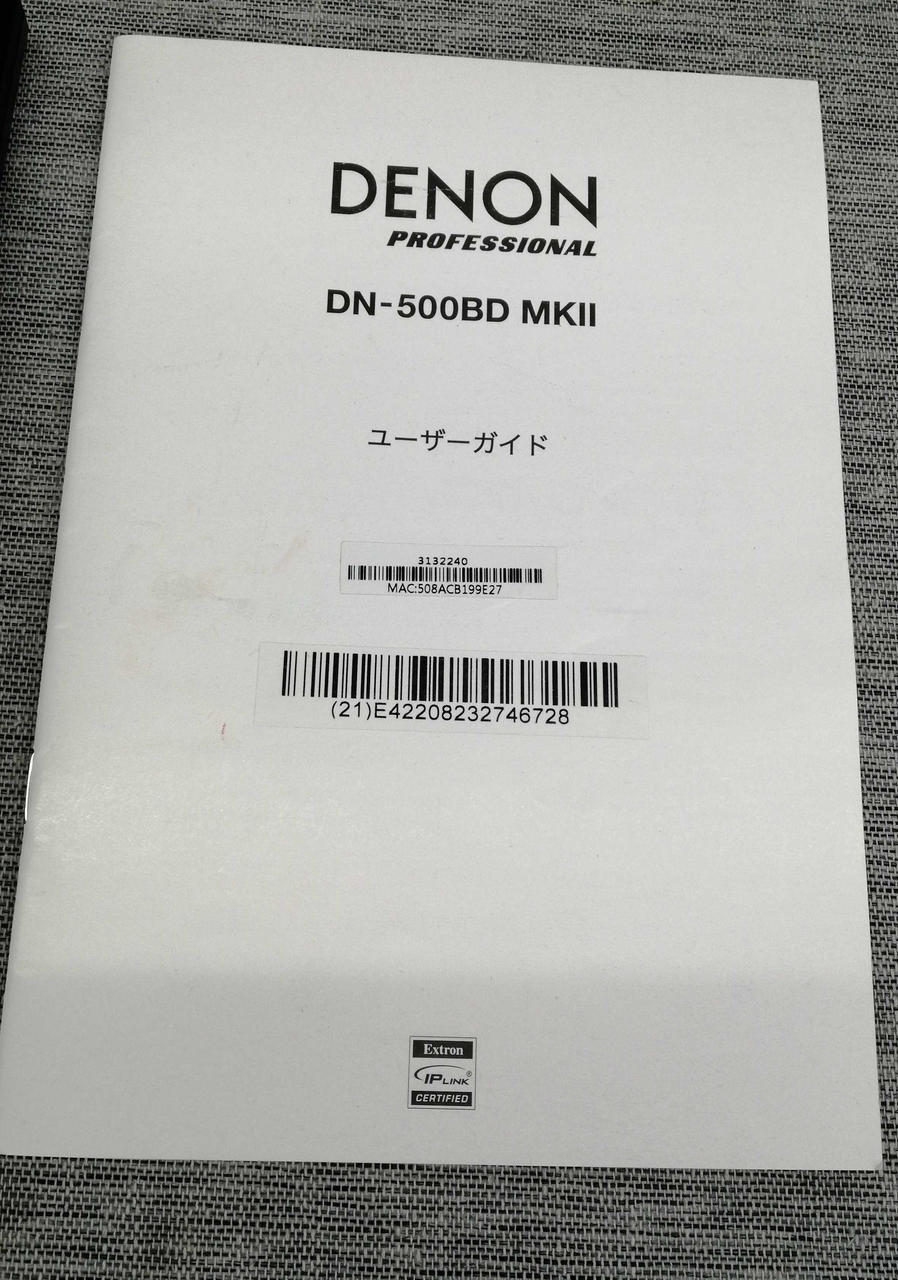 DENON
PROFESSIONAL
DN-500BD MKII
ユーザーガイド
3132240
MAC:508ACB199E27
(21)E42208232746728
Extron
IP LINK®
CERTIFIED